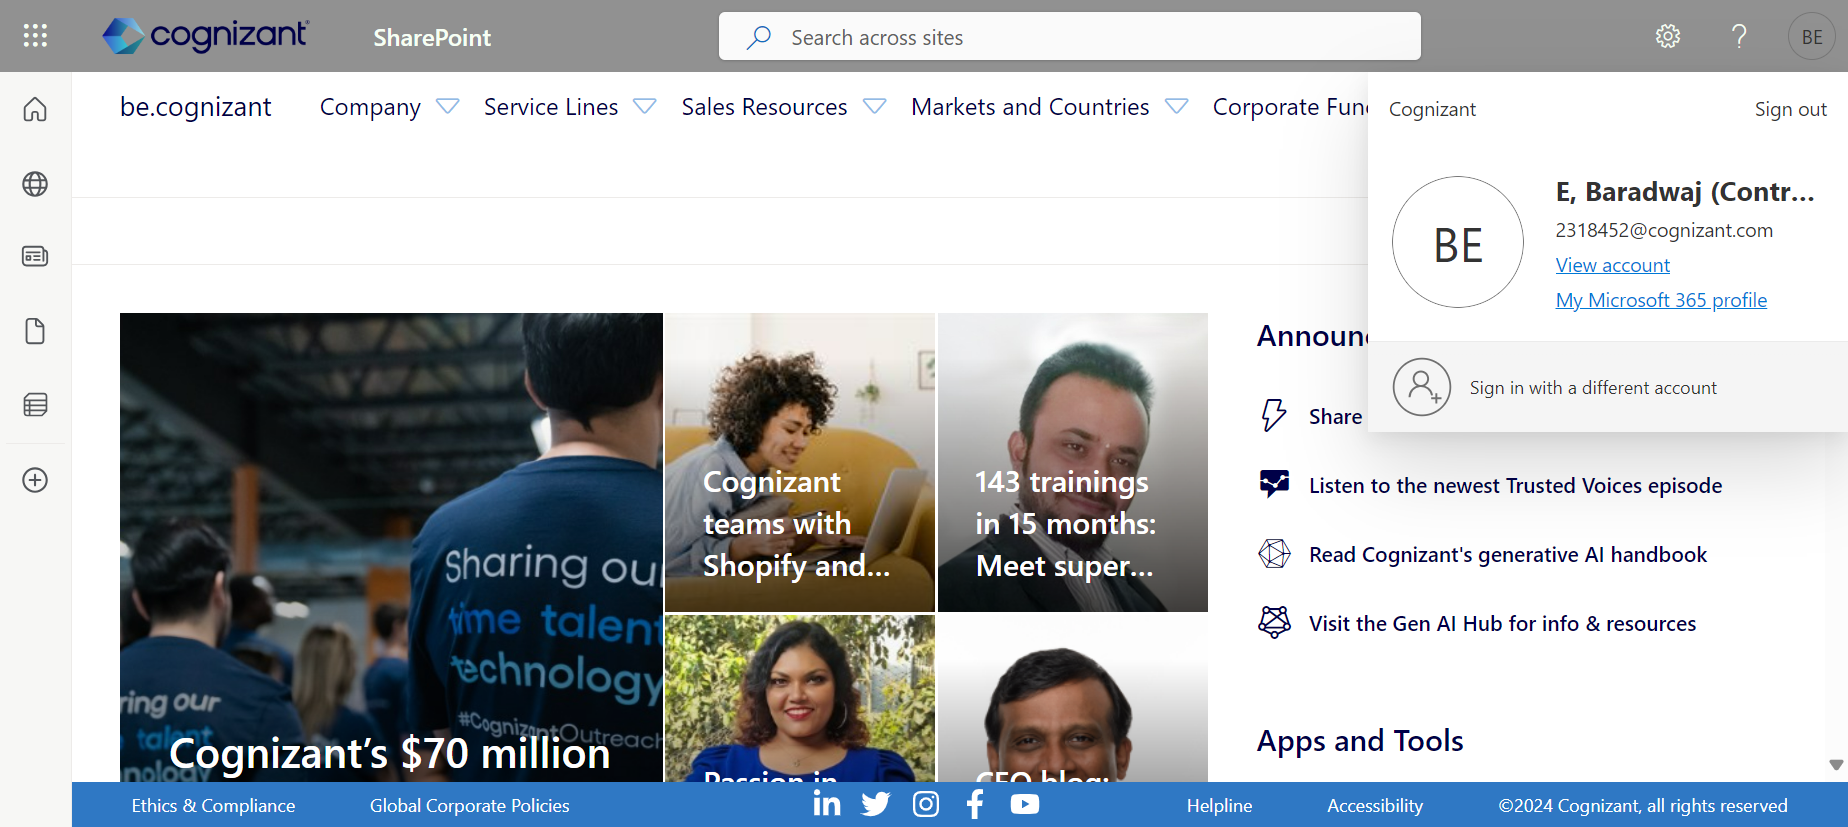 cognizant
SharePoint
Search across sites
BE
be.cognizant
Company
Service Lines
Sales Resources
Markets and Countries
Corporate Fun
Cognizant
Sign out
BE
E, Baradwaj (Contr...
2318452@cognizant.com
View account
My Microsoft 365 profile
Sign in with a different account
Sharing our
time talent
technology
#CognizantOutreach
ring our
talent
nology
Cognizant’s $70 million
Cognizant
teams with
Shopify and...
143 trainings
in 15 months:
Meet super...
Passion in
CEO blog:
Announ
Share
Listen to the newest Trusted Voices episode
Read Cognizant's generative AI handbook
Visit the Gen AI Hub for info & resources
Apps and Tools
Ethics & Compliance
Global Corporate Policies
in
Helpline
Accessibility
©2024 Cognizant, all rights reserved